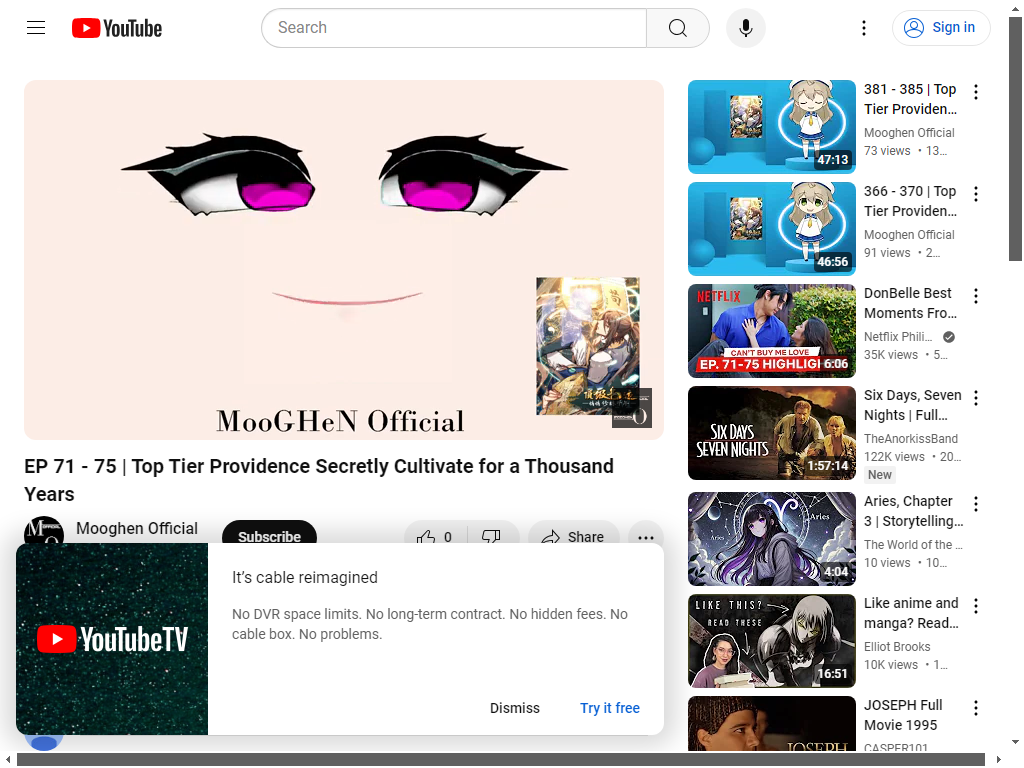 YouTube
Search
Sign in
MooGHeN Official
EP 71 - 75 | Top Tier Providence Secretly Cultivate for a Thousand
Years
Mooghen Official
Subscribe
0
Share
YouTubeTV
It's cable reimagined
No DVR space limits. No long-term contract. No hidden fees. No
cable box. No problems.
Dismiss
Try it free
47:13
381 - 385 | Top
Tier Providen...
Mooghen Official
73 views • 13...
46:56
366 - 370 | Top
Tier Providen...
Mooghen Official
91 views • 2...
NETFLIX
CAN'T BUY ME LOVE
EP. 71-75 HIGHLIG
6:06
DonBelle Best
Moments Fro...
Netflix Phili...
35K views • 5...
SIX DAYS
SEVEN NIGHTS
1:57:14
Six Days, Seven
Nights | Full...
TheAnorkissBand
122K views • 20...
New
Aries
Aries
4:04
Aries, Chapter
3 | Storytelling...
The World of the ...
10 views • 10...
LIKE THIS?
READ THESE
16:51
Like anime and
manga? Read...
Elliot Brooks
10K views • 1...
JOSEPH
JOSEPH Full
Movie 1995
CASPER101